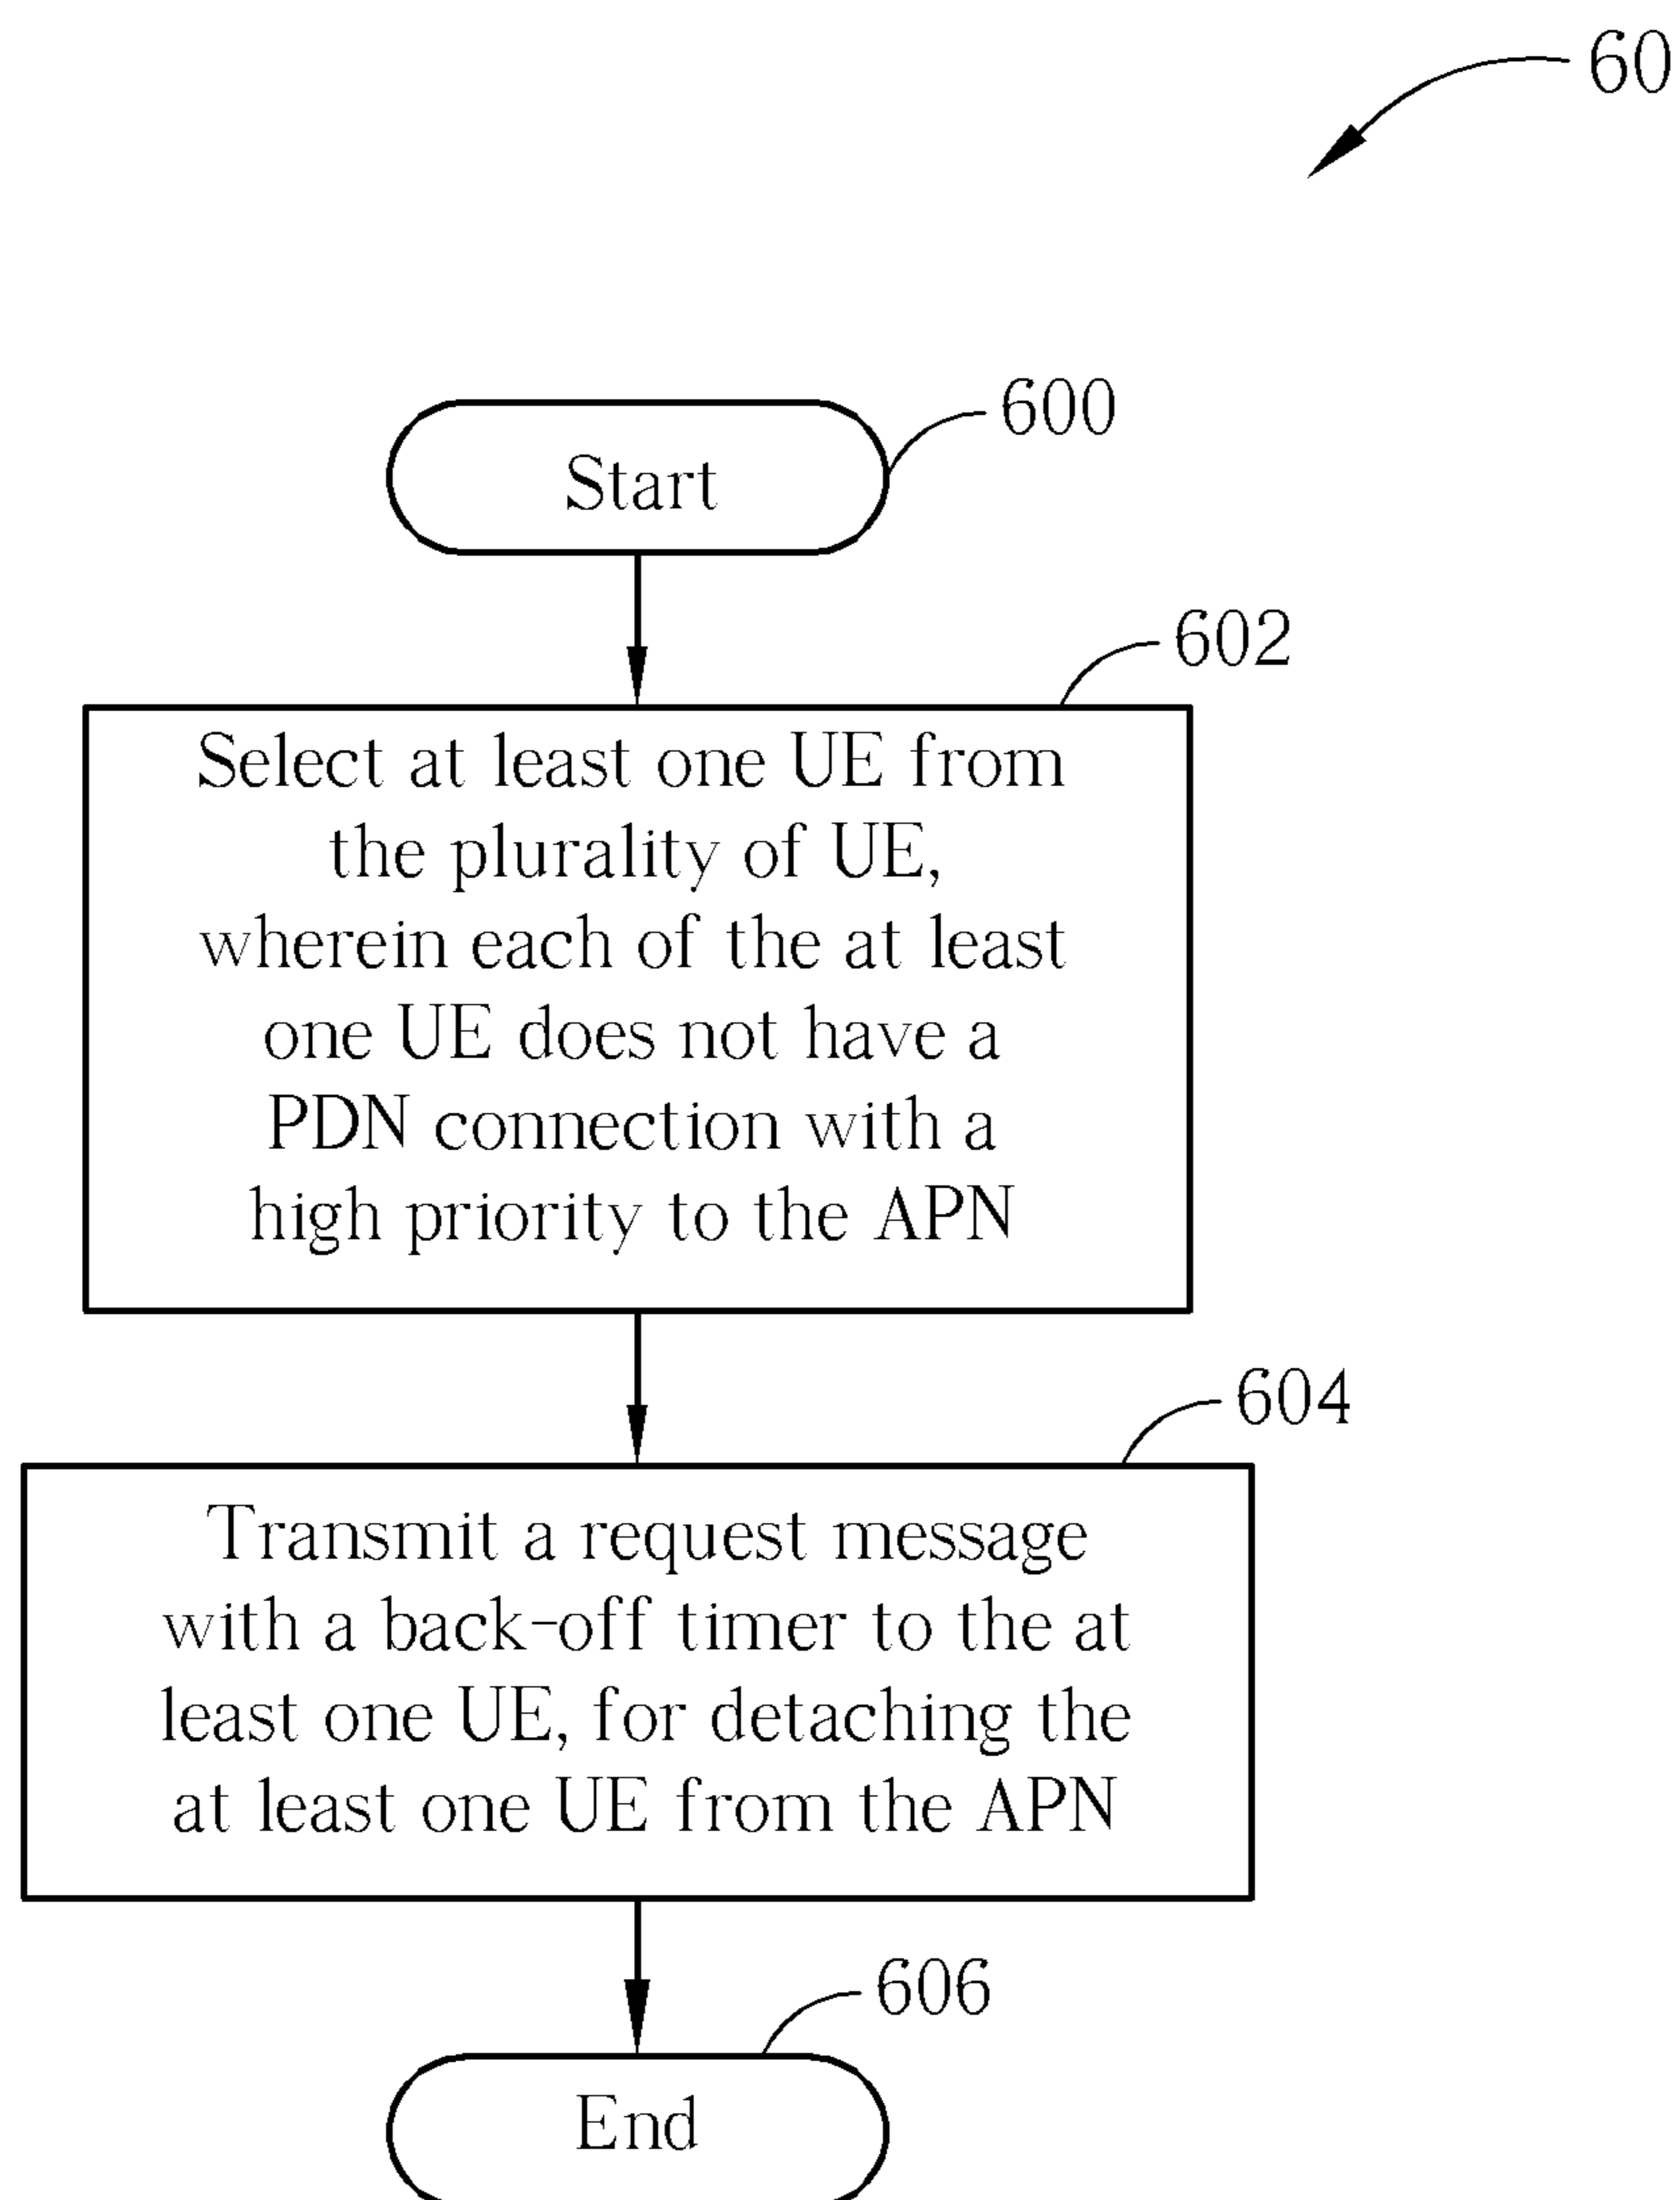 60
600
Start
602
Select at least one UE from
the plurality of UE,
wherein each of the at least
one UE does not have a
PDN connection with a
high priority to the APN
604
Transmit a request message
with a back-off timer to the at
least one UE, for detaching the
at least one UE from the APN
606
End